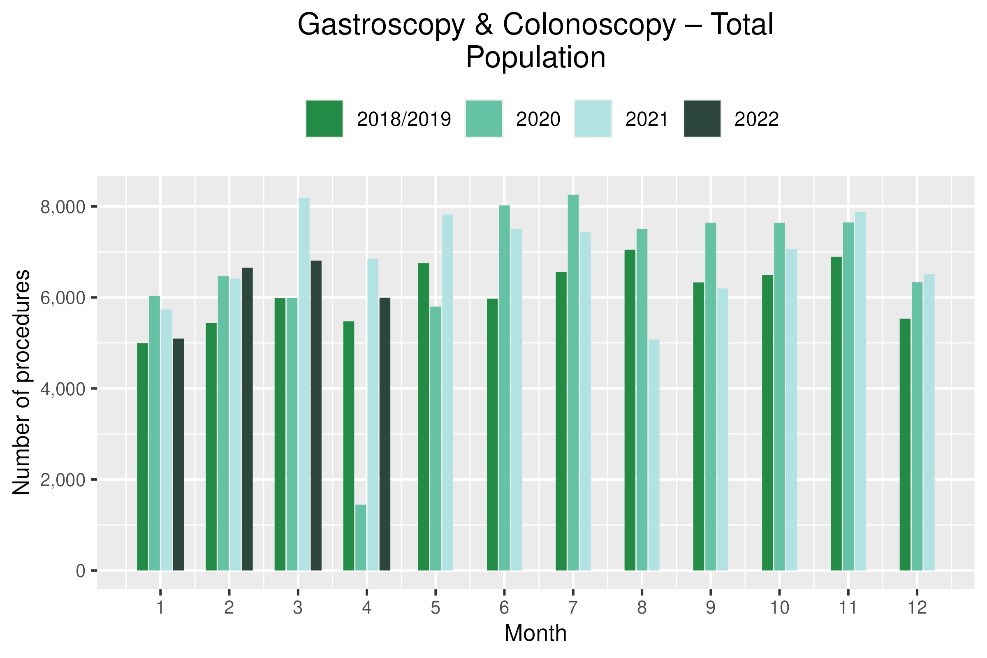 Gastroscopy & Colonoscopy – Total
Population
2018/2019 2020 2021 2022
8,000
6,000
4,000
2,000
0
Number of procedures
1 2 3 4 5 6 7 8 9 10 11 12
Month